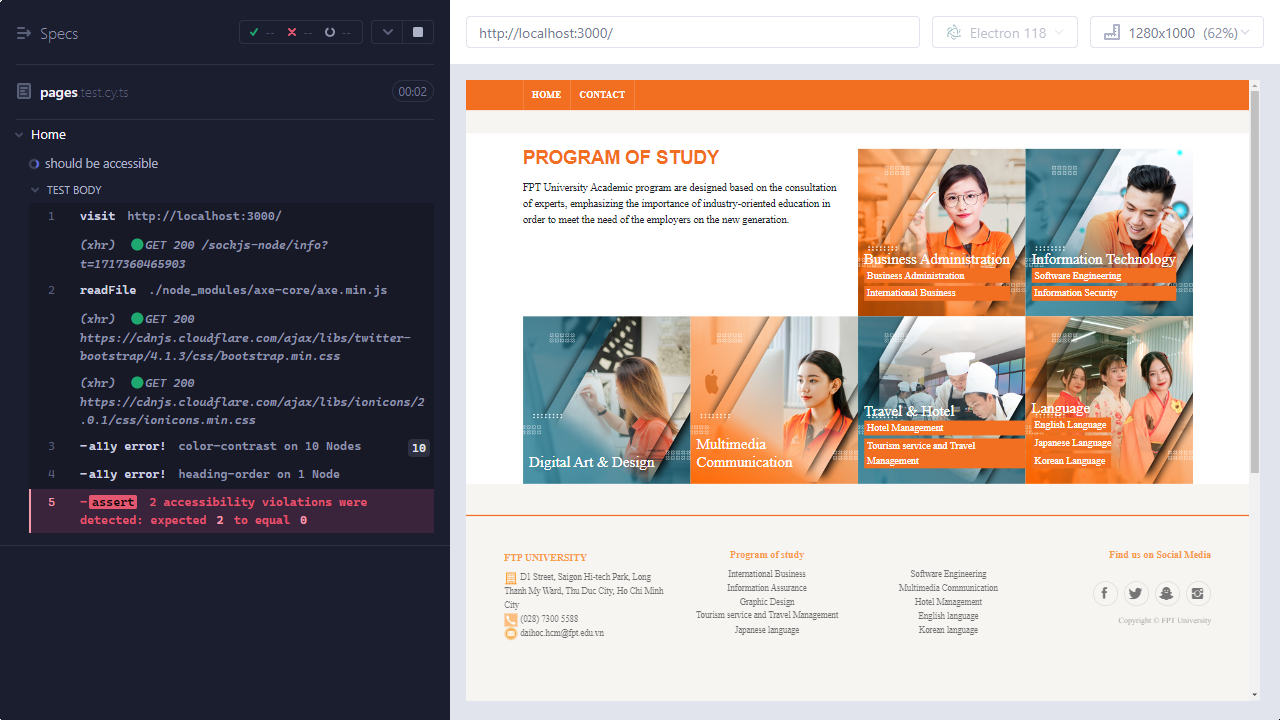 Specs
--
--
--
pages.test.cy.ts
00:02
Home
should be accessible
TEST BODY
1 visit http://localhost:3000/
(xhr) GET 200 /sockjs-node/info?
t=1717360465903
2 readFile ./node_modules/axe-core/axe.min.js
(xhr) GET 200
https://cdnjs.cloudflare.com/ajax/libs/twitter-
bootstrap/4.1.3/css/bootstrap.min.css
(xhr) GET 200
https://cdnjs.cloudflare.com/ajax/libs/ionicons/2
.0.1/css/ionicons.min.css
3 -a11y error! color-contrast on 10 Nodes 10
4 -a11y error! heading-order on 1 Node
5 -assert 2 accessibility violations were
detected: expected 2 to equal 0
http://localhost:3000/
Electron 118
1280x1000 (62%)
HOME
CONTACT
PROGRAM OF STUDY
FPT University Academic program are designed based on the consultation
of experts, emphasizing the importance of industry-oriented education in
order to meet the need of the employers on the new generation.
Business Administration
Business Administration
International Business
Information Technology
Software Engineering
Information Security
Digital Art & Design
Multimedia
Communication
Travel & Hotel
Hotel Management
Tourism service and Travel
Management
Language
English Language
Japanese Language
Korean Language
FTP UNIVERSITY
D1 Street, Saigon Hi-tech Park, Long
Thanh My Ward, Thu Duc City, Ho Chi Minh
City
(028) 7300 5588
daihoc.hcm@fpt.edu.vn
Program of study
International Business
Information Assurance
Graphic Design
Tourism service and Travel Management
Japanese language
Software Engineering
Multimedia Communication
Hotel Management
English language
Korean language
Find us on Social Media
Copyright © FPT University